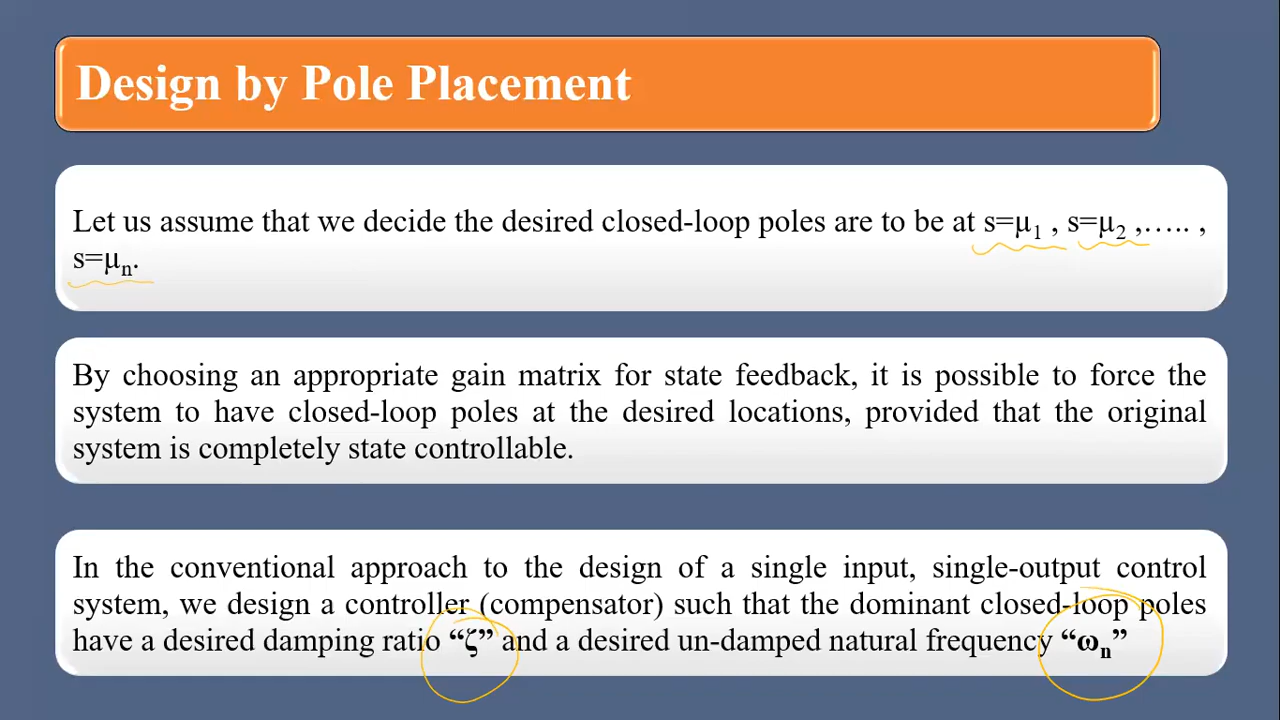 Design by Pole Placement
Let us assume that we decide the desired closed-loop poles are to be at s=μ₁ , s=μ₂ ,….. ,
s=μₙ.
By choosing an appropriate gain matrix for state feedback, it is possible to force the
system to have closed-loop poles at the desired locations, provided that the original
system is completely state controllable.
In the conventional approach to the design of a single input, single-output control
system, we design a controller (compensator) such that the dominant closed-loop poles
have a desired damping ratio “ζ” and a desired un-damped natural frequency “ωₙ”